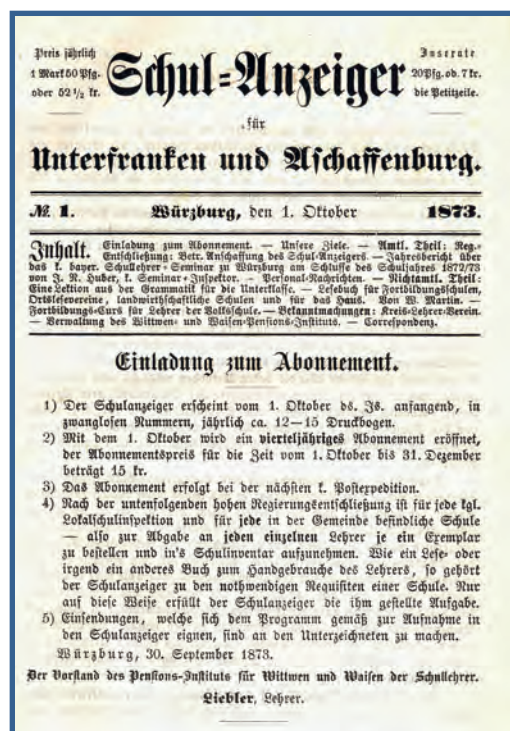 Preis jährlich
1 Mark 50 Pfg.
oder 52 1/2 kr.
Schul=Anzeiger
Inserate
20 Pfg. od. 7 kr.
die Petitzeile.
für
Unterfranken und Aschaffenburg.
№ 1. Würzburg, den 1. Oktober 1873.
Inhalt. Einladung zum Abonnement. — Unsere Ziele. — Amtl. Theil: Reg.=
Entschließung: Betr. Anschaffung des Schul=Anzeigers. — Jahresbericht über
das k. bayer. Schullehrer=Seminar zu Würzburg am Schlusse des Schuljahres 1872/73
von J. N. Huber, k. Seminar=Inspektor. — Personal=Nachrichten. — Nichtamtl. Theil:
Eine Lektion aus der Grammatik für die Unterklasse. — Lesebuch für Fortbildungsschulen,
Ortslesevereine, landwirthschaftliche Schulen und für das Haus. Von W. Martin. —
Fortbildungs=Curs für Lehrer der Volksschule. — Bekanntmachungen: Kreis=Lehrer=Verein.
— Verwaltung des Wittwen= und Waisen=Pensions=Instituts. — Correspondenz.
Einladung zum Abonnement.
1) Der Schulanzeiger erscheint vom 1. Oktober ds. Js. anfangend, in
zwanglosen Nummern, jährlich ca. 12—15 Druckbogen.
2) Mit dem 1. Oktober wird ein vierteljähriges Abonnement eröffnet,
der Abonnementspreis für die Zeit vom 1. Oktober bis 31. Dezember
beträgt 15 kr.
3) Das Abonnement erfolgt bei der nächsten k. Postexpedition.
4) Nach der untenfolgenden hohen Regierungsentschließung ist für jede kgl.
Lokalschulinspektion und für jede in der Gemeinde befindliche Schule
— also zur Abgabe an jeden einzelnen Lehrer je ein Exemplar
zu bestellen und in's Schulinventar aufzunehmen. Wie ein Lese= oder
irgend ein anderes Buch zum Handgebrauche des Lehrers, so gehört
der Schulanzeiger zu den nothwendigen Requisiten einer Schule. Nur
auf diese Weise erfüllt der Schulanzeiger die ihm gestellte Aufgabe.
5) Einsendungen, welche sich dem Programm gemäß zur Aufnahme in
den Schulanzeiger eignen, sind an den Unterzeichneten zu machen.
Würzburg, 30. September 1873.
Der Vorstand des Pensions=Instituts für Wittwen und Waisen der Schullehrer.
Liebler, Lehrer.